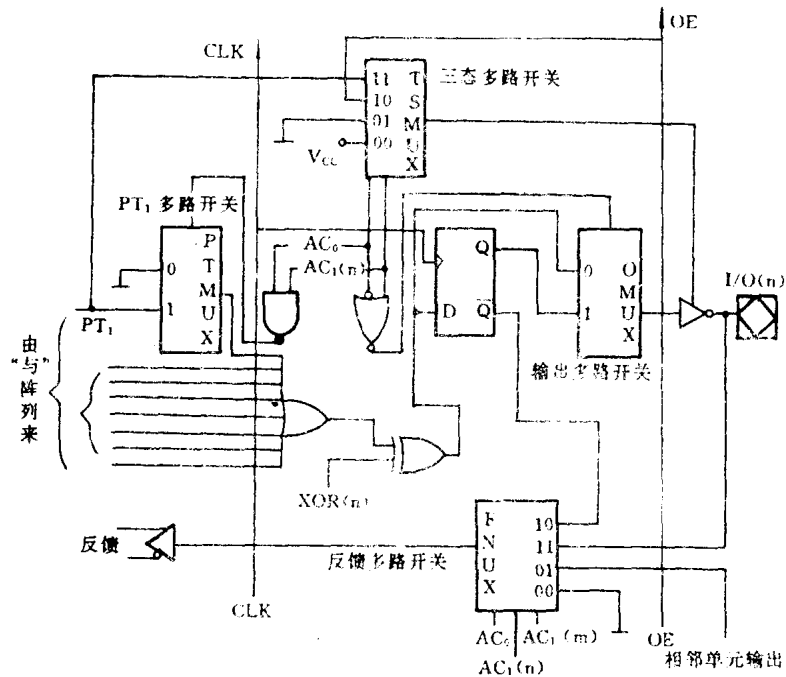 OE
CLK
11 T
10 S
01 M
00 U
X
三态多路开关
V_CC
PT₁ 多路开关
P
0 T
M
1 U
X
AC₀
AC₁(n)
Q
D Q̅
0 O
M
1 U
X
I/O(n)
PT₁
由
“与”
阵
列
来
输出多路开关
XOR(n)
反馈
反馈多路开关
F 10
N 11
U 01
X 00
CLK
AC₀
AC₁(m)
AC₁(n)
OE
相邻单元输出